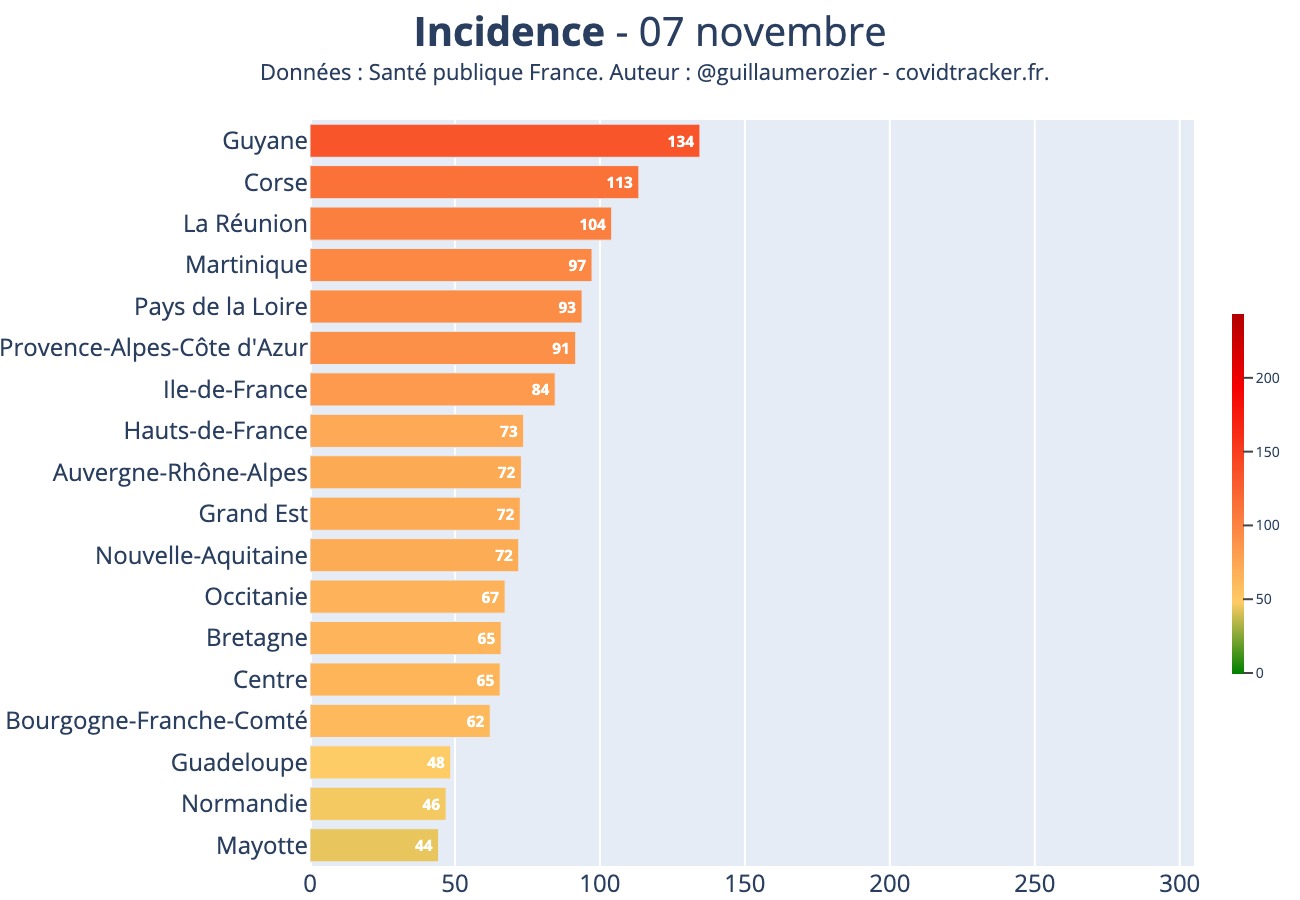 Incidence - 07 novembre
Données : Santé publique France. Auteur : @guillaumerozier - covidtracker.fr.
Guyane 134
Corse 113
La Réunion 104
Martinique 97
Pays de la Loire 93
Provence-Alpes-Côte d'Azur 91
Ile-de-France 84
Hauts-de-France 73
Auvergne-Rhône-Alpes 72
Grand Est 72
Nouvelle-Aquitaine 72
Occitanie 67
Bretagne 65
Centre 65
Bourgogne-Franche-Comté 62
Guadeloupe 48
Normandie 46
Mayotte 44
0 50 100 150 200 250 300
200
150
100
50
0